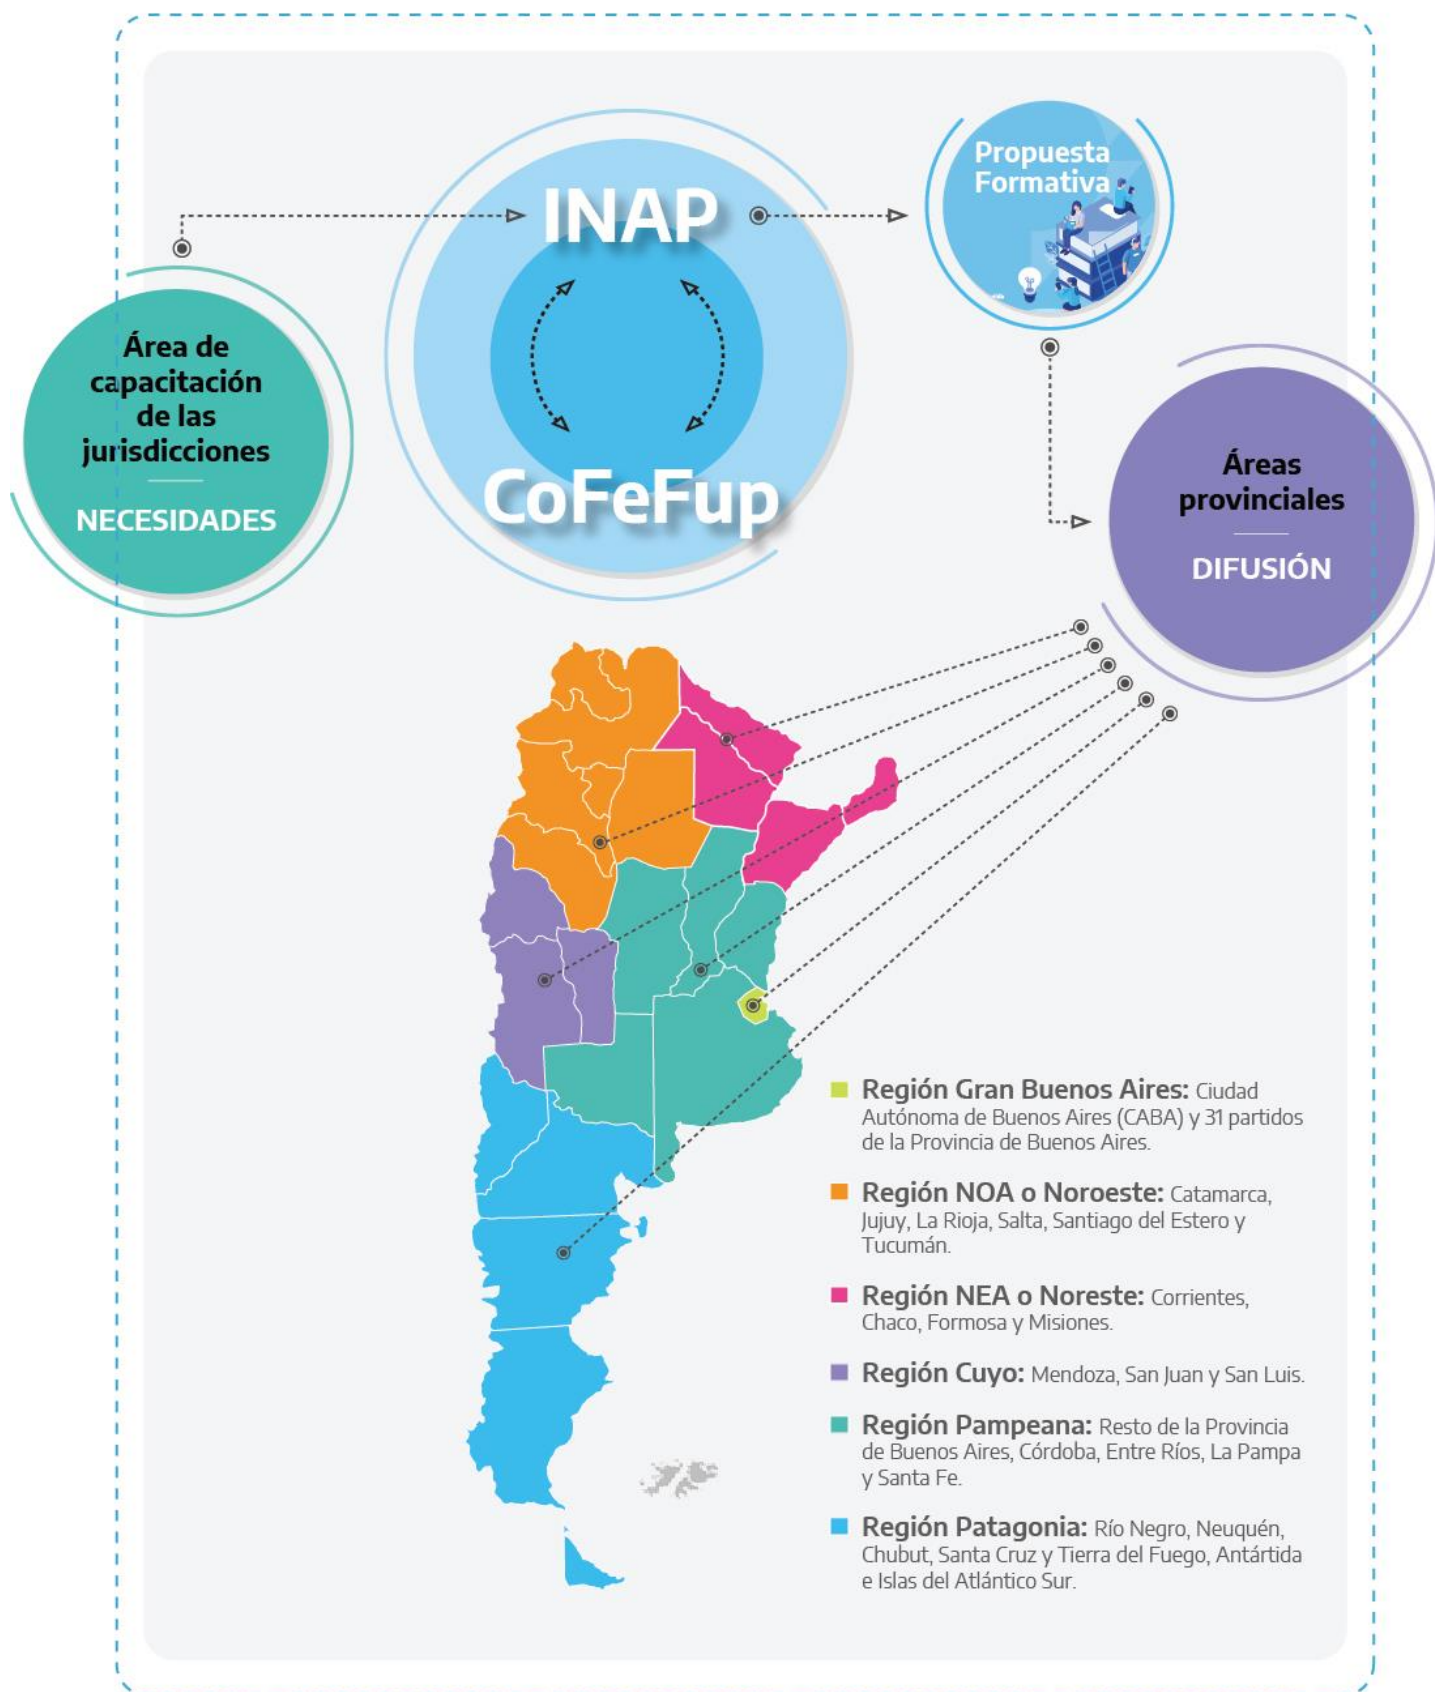 INAP
CoFeFup
Propuesta
Formativa
Área de
capacitación
de las
jurisdicciones
NECESIDADES
Áreas
provinciales
DIFUSIÓN
Región Gran Buenos Aires: Ciudad
Autónoma de Buenos Aires (CABA) y 31 partidos
de la Provincia de Buenos Aires.
Región NOA o Noroeste: Catamarca,
Jujuy, La Rioja, Salta, Santiago del Estero y
Tucumán.
Región NEA o Noreste: Corrientes,
Chaco, Formosa y Misiones.
Región Cuyo: Mendoza, San Juan y San Luis.
Región Pampeana: Resto de la Provincia
de Buenos Aires, Córdoba, Entre Ríos, La Pampa
y Santa Fe.
Región Patagonia: Río Negro, Neuquén,
Chubut, Santa Cruz y Tierra del Fuego, Antártida
e Islas del Atlántico Sur.